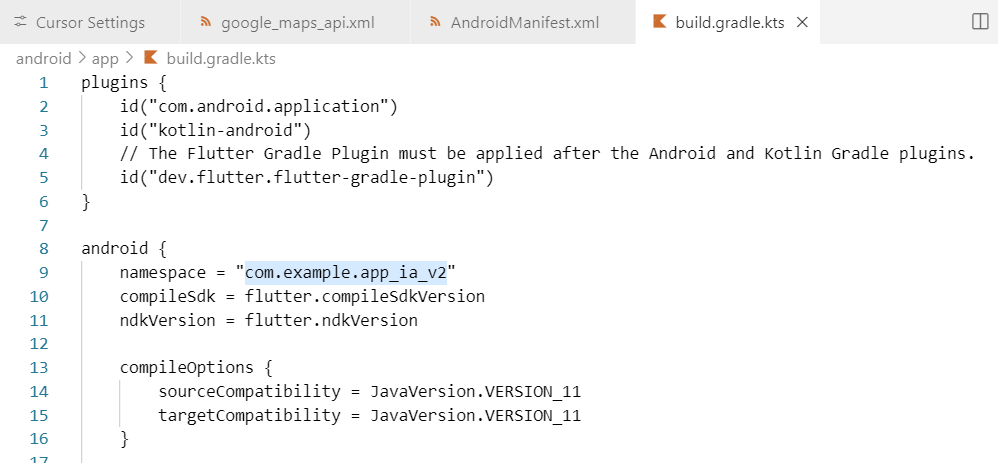 Cursor Settings google_maps_api.xml AndroidManifest.xml build.gradle.kts
android > app > build.gradle.kts
1 plugins {
2     id("com.android.application")
3     id("kotlin-android")
4     // The Flutter Gradle Plugin must be applied after the Android and Kotlin Gradle plugins.
5     id("dev.flutter.flutter-gradle-plugin")
6 }
7
8 android {
9     namespace = "com.example.app_ia_v2"
10     compileSdk = flutter.compileSdkVersion
11     ndkVersion = flutter.ndkVersion
12
13     compileOptions {
14         sourceCompatibility = JavaVersion.VERSION_11
15         targetCompatibility = JavaVersion.VERSION_11
16     }
17